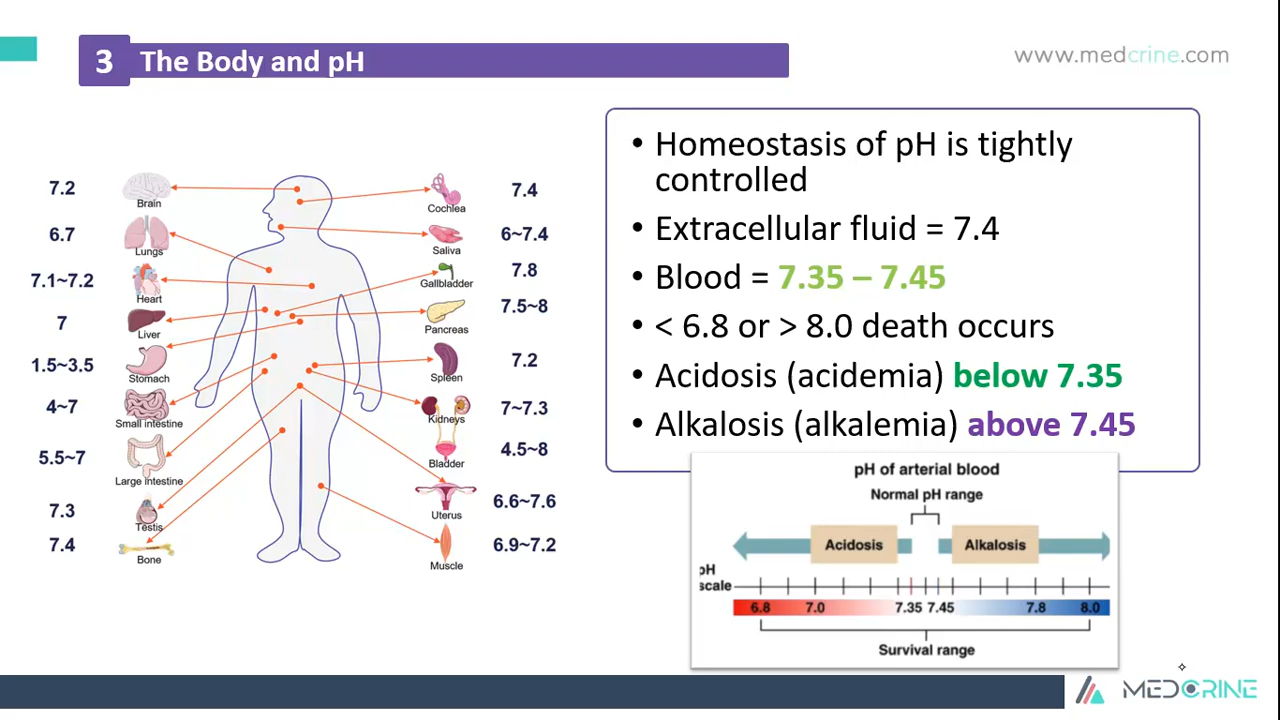 3 The Body and pH
www.medcrine.com
7.2
Brain
6.7
Lungs
7.1~7.2
Heart
7
Liver
1.5~3.5
Stomach
4~7
Small intestine
5.5~7
Large Intestine
7.3
Testis
7.4
Bone
7.4
Cochlea
6~7.4
Saliva
7.8
Gallbladder
7.5~8
Pancreas
7.2
Spleen
7~7.3
Kidneys
4.5~8
Bladder
6.6~7.6
Uterus
6.9~7.2
Muscle
• Homeostasis of pH is tightly
controlled
• Extracellular fluid = 7.4
• Blood = 7.35 – 7.45
• < 6.8 or > 8.0 death occurs
• Acidosis (acidemia) below 7.35
• Alkalosis (alkalemia) above 7.45
pH of arterial blood
Normal pH range
Acidosis Alkalosis
pH
scale
6.8 7.0 7.35 7.45 7.8 8.0
Survival range
MEDCRINE